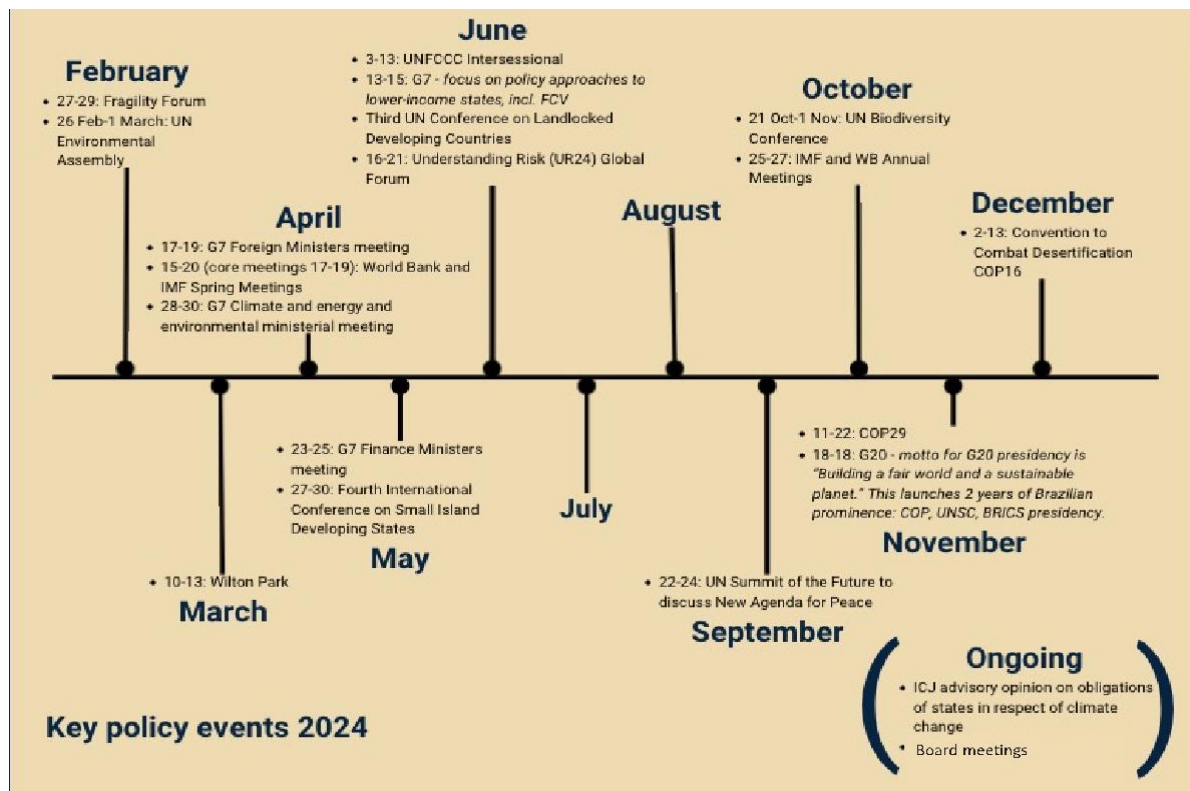 February
• 27-29: Fragility Forum
• 26 Feb-1 March: UN
Environmental
Assembly
10-13: Wilton Park
March
April
• 17-19: G7 Foreign Ministers meeting
• 15-20 (core meetings 17-19): World Bank and
IMF Spring Meetings
• 28-30: G7 Climate and energy and
environmental ministerial meeting
• 23-25: G7 Finance Ministers
meeting
• 27-30: Fourth International
Conference on Small Island
Developing States
May
June
• 3-13: UNFCCC Intersessional
• 13-15: G7 - focus on policy approaches to
lower-income states, incl. FCV
• Third UN Conference on Landlocked
Developing Countries
• 16-21: Understanding Risk (UR24) Global
Forum
July
August
• 22-24: UN Summit of the Future to
discuss New Agenda for Peace
September
October
• 21 Oct-1 Nov: UN Biodiversity
Conference
• 25-27: IMF and WB Annual
Meetings
• 11-22: COP29
• 18-18: G20 - motto for G20 presidency is
"Building a fair world and a sustainable
planet." This launches 2 years of Brazilian
prominence: COP, UNSC, BRICS presidency.
November
December
• 2-13: Convention to
Combat Desertification
COP16
Ongoing
• ICJ advisory opinion on obligations
of states in respect of climate
change
• Board meetings
Key policy events 2024